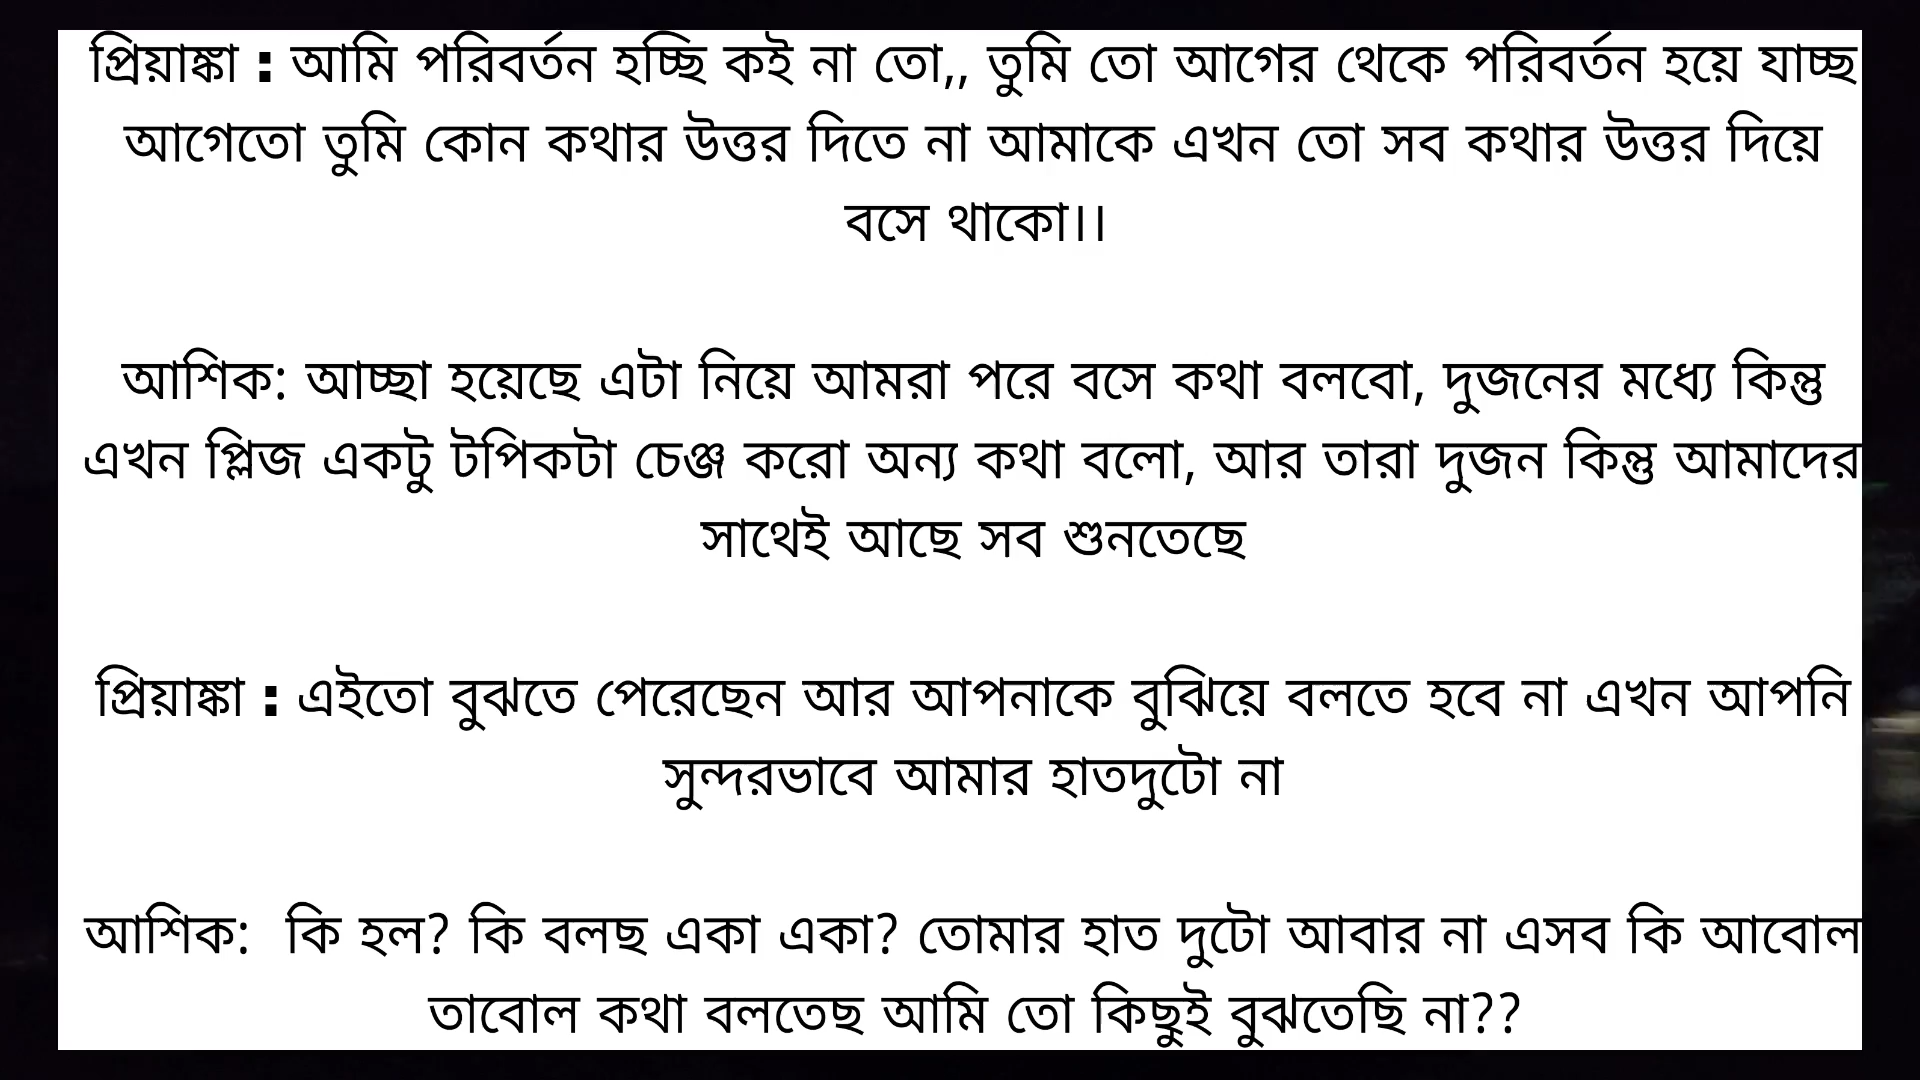 প্রিয়াঙ্কা : আমি পরিবর্তন হচ্ছি কই না তো,, তুমি তো আগের থেকে পরিবর্তন হয়ে যাচ্ছ
আগেতো তুমি কোন কথার উত্তর দিতে না আমাকে এখন তো সব কথার উত্তর দিয়ে
বসে থাকো।।
আশিক: আচ্ছা হয়েছে এটা নিয়ে আমরা পরে বসে কথা বলবো, দুজনের মধ্যে কিন্তু
এখন প্লিজ একটু টপিকটা চেঞ্জ করো অন্য কথা বলো, আর তারা দুজন কিন্তু আমাদের
সাথেই আছে সব শুনতেছে
প্রিয়াঙ্কা : এইতো বুঝতে পেরেছেন আর আপনাকে বুঝিয়ে বলতে হবে না এখন আপনি
সুন্দরভাবে আমার হাতদুটো না
আশিক:  কি হল? কি বলছ একা একা? তোমার হাত দুটো আবার না এসব কি আবোল
তাবোল কথা বলতেছ আমি তো কিছুই বুঝতেছি না??